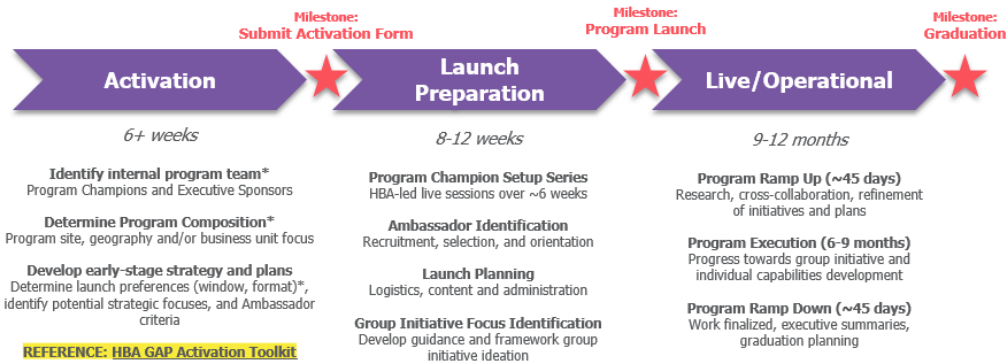 Milestone:
Submit Activation Form
Milestone:
Program Launch
Milestone:
Graduation
Activation
Launch
Preparation
Live/Operational
6+ weeks
Identify internal program team*
Program Champions and Executive Sponsors
Determine Program Composition*
Program site, geography and/or business unit focus
Develop early-stage strategy and plans
Determine launch preferences (window, format)*,
identify potential strategic focuses, and Ambassador
criteria
REFERENCE: HBA GAP Activation Toolkit
8-12 weeks
Program Champion Setup Series
HBA-led live sessions over ~6 weeks
Ambassador Identification
Recruitment, selection, and orientation
Launch Planning
Logistics, content and administration
Group Initiative Focus Identification
Develop guidance and framework group
initiative ideation
9-12 months
Program Ramp Up (~45 days)
Research, cross-collaboration, refinement
of initiatives and plans
Program Execution (6-9 months)
Progress towards group initiative and
individual capabilities development
Program Ramp Down (~45 days)
Work finalized, executive summaries,
graduation planning